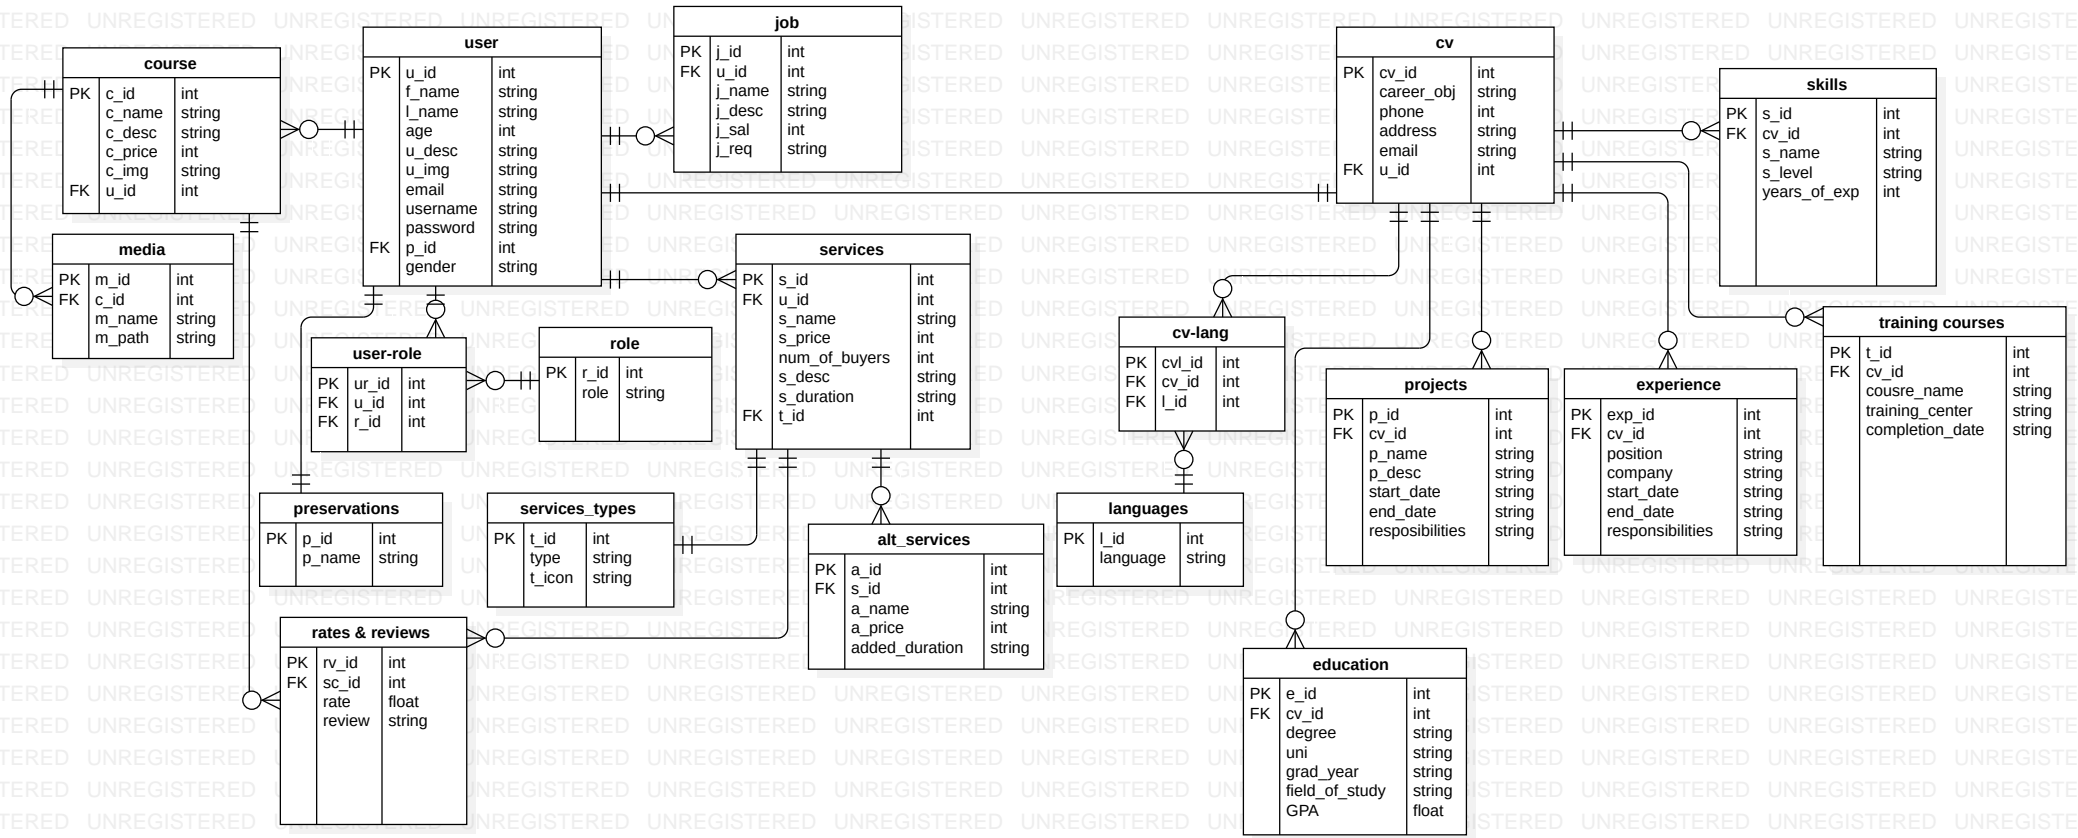 course
PK c_id int
c_name string
c_desc string
c_price int
c_img string
FK u_id int
user
PK u_id int
f_name string
l_name string
age int
u_desc string
u_img string
email string
username string
password string
FK p_id int
gender string
job
PK j_id int
FK u_id int
j_name string
j_desc string
j_sal int
j_req string
cv
PK cv_id int
career_obj string
phone int
address string
email string
FK u_id int
skills
PK s_id int
FK cv_id int
s_name string
s_level string
years_of_exp int
media
PK m_id int
FK c_id int
m_name string
m_path string
services
PK s_id int
FK u_id int
s_name string
s_price int
num_of_buyers int
s_desc string
s_duration string
FK t_id int
user-role
PK ur_id int
FK u_id int
FK r_id int
role
PK r_id int
role string
cv-lang
PK cvl_id int
FK cv_id int
FK l_id int
projects
PK p_id int
FK cv_id int
p_name string
p_desc string
start_date string
end_date string
resposibilities string
experience
PK exp_id int
FK cv_id int
position string
company string
start_date string
end_date string
responsibilities string
training courses
PK t_id int
FK cv_id int
cousre_name string
training_center string
completion_date string
preservations
PK p_id int
p_name string
services_types
PK t_id int
type string
t_icon string
alt_services
PK a_id int
FK s_id int
a_name string
a_price int
added_duration string
languages
PK l_id int
language string
rates & reviews
PK rv_id int
FK sc_id int
rate float
review string
education
PK e_id int
FK cv_id int
degree string
uni string
grad_year string
field_of_study string
GPA float
UNREGISTERED